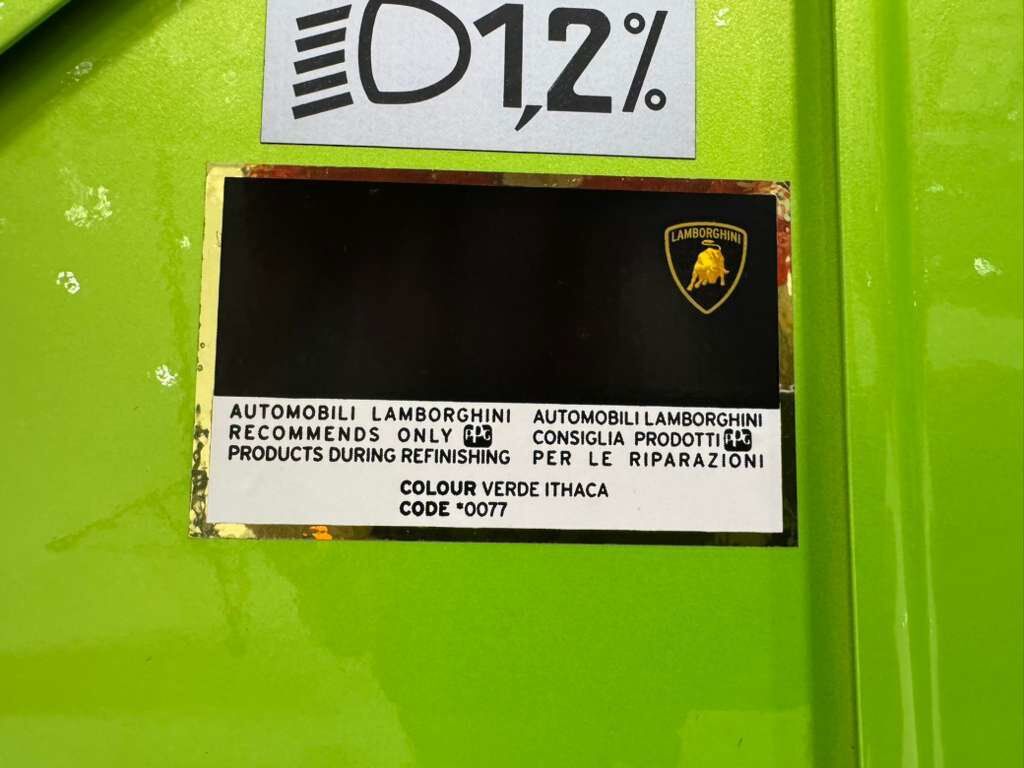 1,2%
LAMBORGHINI
AUTOMOBILI LAMBORGHINI
RECOMMENDS ONLY PPG
PRODUCTS DURING REFINISHING
AUTOMOBILI LAMBORGHINI
CONSIGLIA PRODOTTI PPG
PER LE RIPARAZIONI
COLOUR VERDE ITHACA
CODE *0077